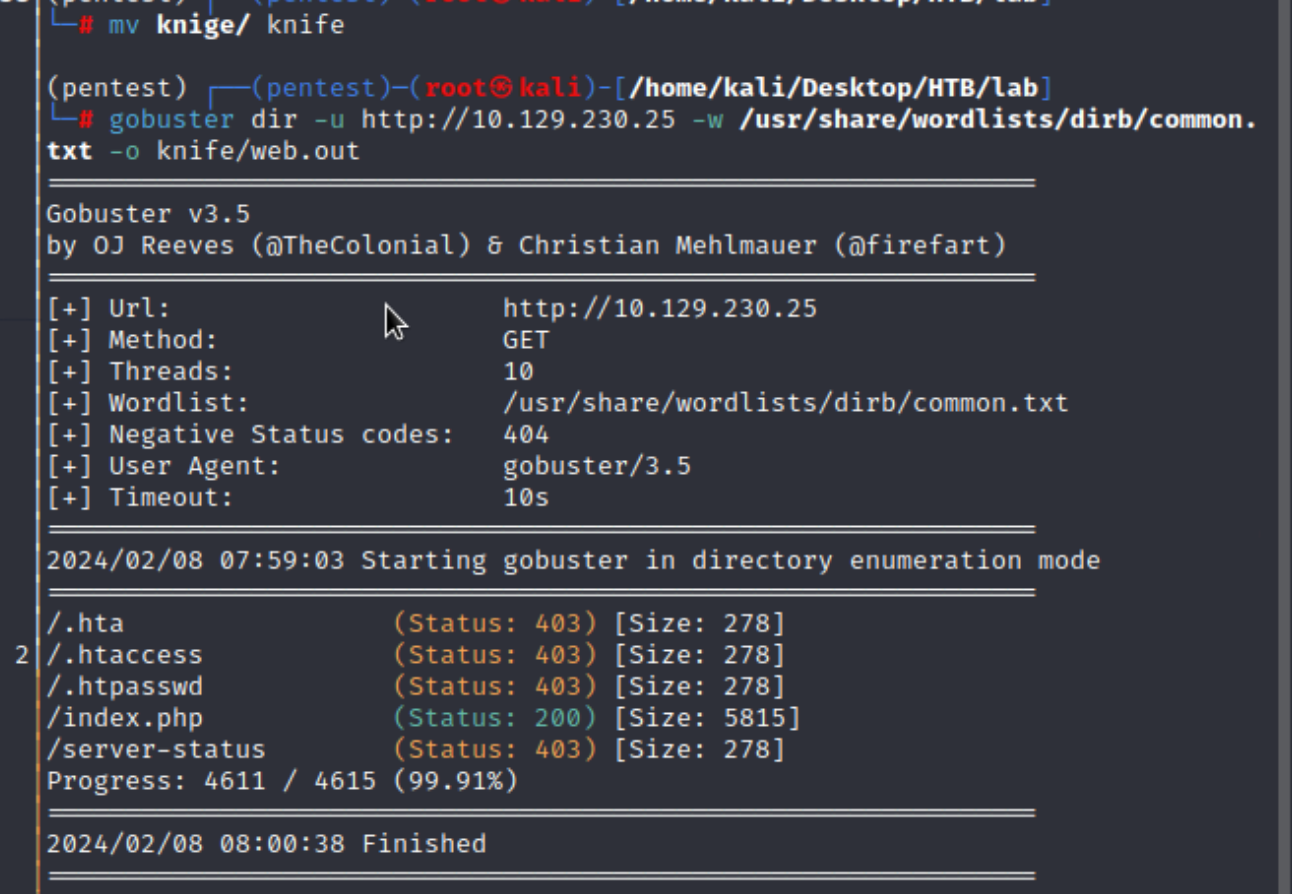 └─# mv knige/ knife
(pentest) ┌──(pentest)─(root㉿kali)-[/home/kali/Desktop/HTB/lab]
└─# gobuster dir -u http://10.129.230.25 -w /usr/share/wordlists/dirb/common.
txt -o knife/web.out
===============================================================
Gobuster v3.5
by OJ Reeves (@TheColonial) & Christian Mehlmauer (@firefart)
===============================================================
[+] Url:                     http://10.129.230.25
[+] Method:                  GET
[+] Threads:                 10
[+] Wordlist:                /usr/share/wordlists/dirb/common.txt
[+] Negative Status codes:   404
[+] User Agent:              gobuster/3.5
[+] Timeout:                 10s
===============================================================
2024/02/08 07:59:03 Starting gobuster in directory enumeration mode
===============================================================
/.hta                 (Status: 403) [Size: 278]
2 /.htaccess            (Status: 403) [Size: 278]
/.htpasswd            (Status: 403) [Size: 278]
/index.php            (Status: 200) [Size: 5815]
/server-status        (Status: 403) [Size: 278]
Progress: 4611 / 4615 (99.91%)
===============================================================
2024/02/08 08:00:38 Finished
===============================================================